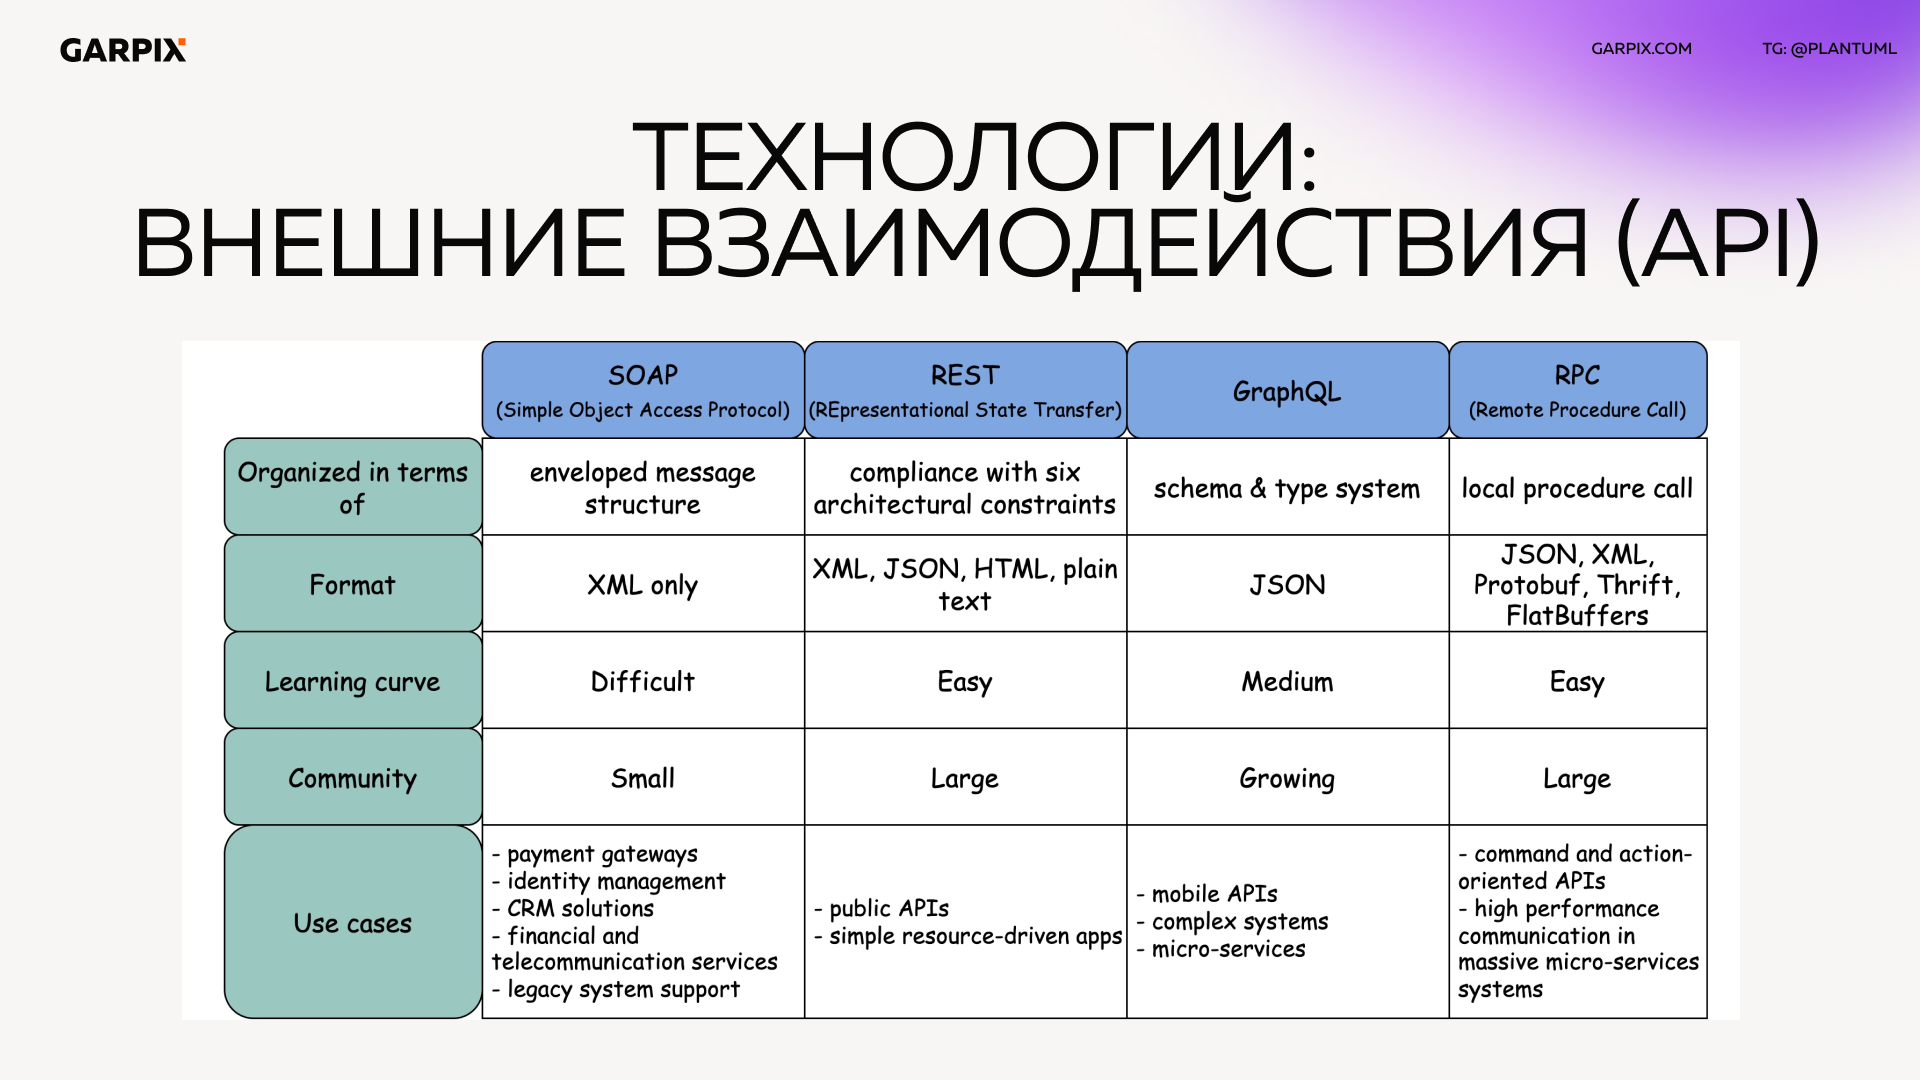 GARPIX
GARPIX.COM
TG: @PLANTUML
ТЕХНОЛОГИИ:
ВНЕШНИЕ ВЗАИМОДЕЙСТВИЯ (API)
SOAP
(Simple Object Access Protocol)
REST
(REpresentational State Transfer)
GraphQL
RPC
(Remote Procedure Call)
Organized in terms
of
enveloped message
structure
compliance with six
architectural constraints
schema & type system
local procedure call
Format
XML only
XML, JSON, HTML, plain
text
JSON
JSON, XML,
Protobuf, Thrift,
FlatBuffers
Learning curve
Difficult
Easy
Medium
Easy
Community
Small
Large
Growing
Large
Use cases
- payment gateways
- identity management
- CRM solutions
- financial and
telecommunication services
- legacy system support
- public APIs
- simple resource-driven apps
- mobile APIs
- complex systems
- micro-services
- command and action-
oriented APIs
- high performance
communication in
massive micro-services
systems